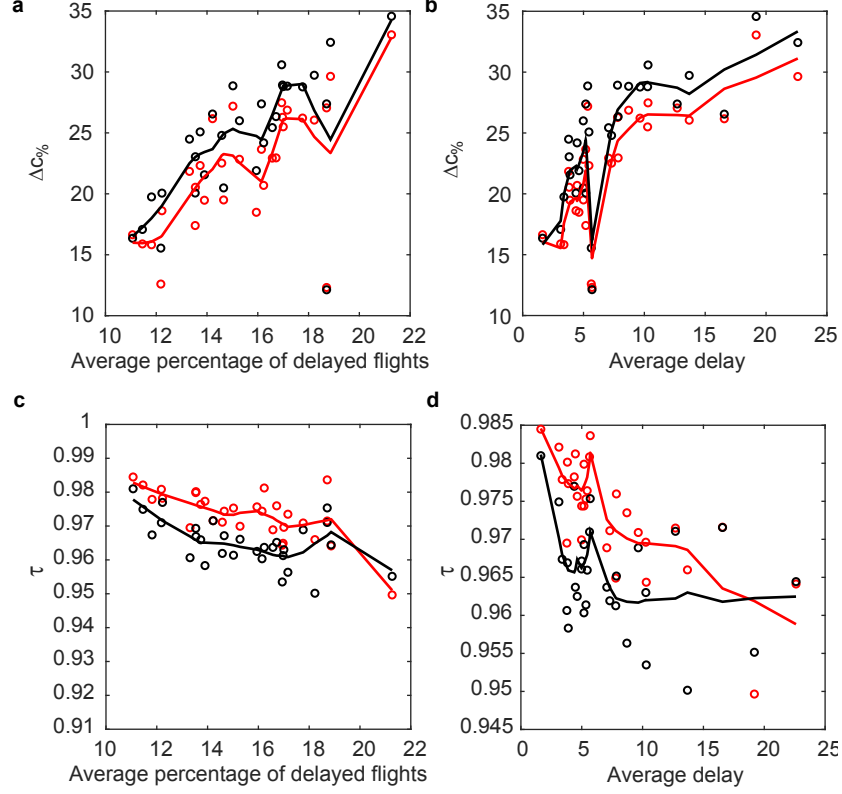 a
35
30
25
20
15
10
Δc%
10 12 14 16 18 20 22
Average percentage of delayed flights
b
35
30
25
20
15
10
Δc%
0 5 10 15 20 25
Average delay
c
1
0.99
0.98
0.97
0.96
0.95
0.94
0.93
0.92
0.91
τ
10 12 14 16 18 20 22
Average percentage of delayed flights
d
0.985
0.98
0.975
0.97
0.965
0.96
0.955
0.95
0.945
τ
0 5 10 15 20 25
Average delay